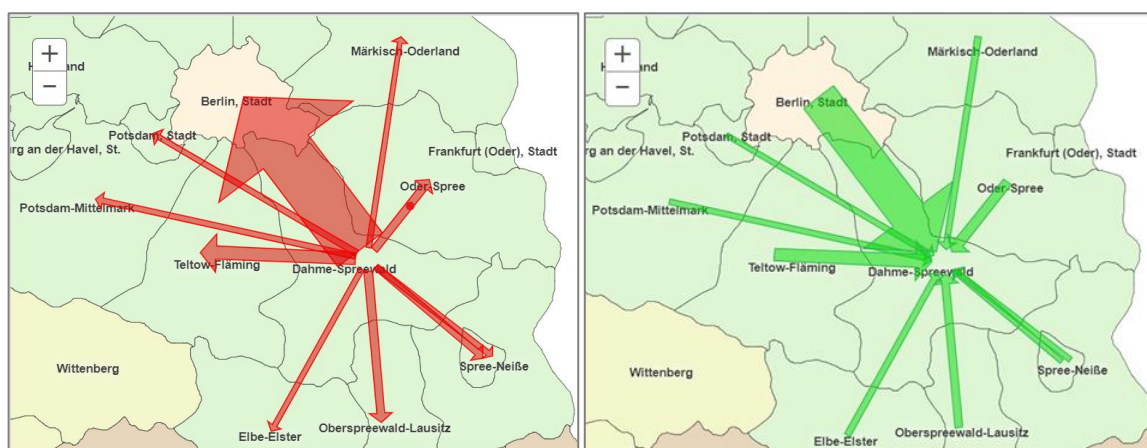 +
−
Märkisch-Oderland
Berlin, Stadt
Potsdam, Stadt
rg an der Havel, St.
Frankfurt (Oder), Stadt
Oder-Spree
Potsdam-Mittelmark
Teltow-Fläming
Dahme-Spreewald
Wittenberg
Spree-Neiße
Elbe-Elster
Oberspreewald-Lausitz
+
−
Märkisch-Oderland
Berlin, Stadt
Potsdam, Stadt
rg an der Havel, St.
Frankfurt (Oder), Stadt
Oder-Spree
Potsdam-Mittelmark
Teltow-Fläming
Dahme-Spreewald
Wittenberg
Spree-Neiße
Elbe-Elster
Oberspreewald-Lausitz